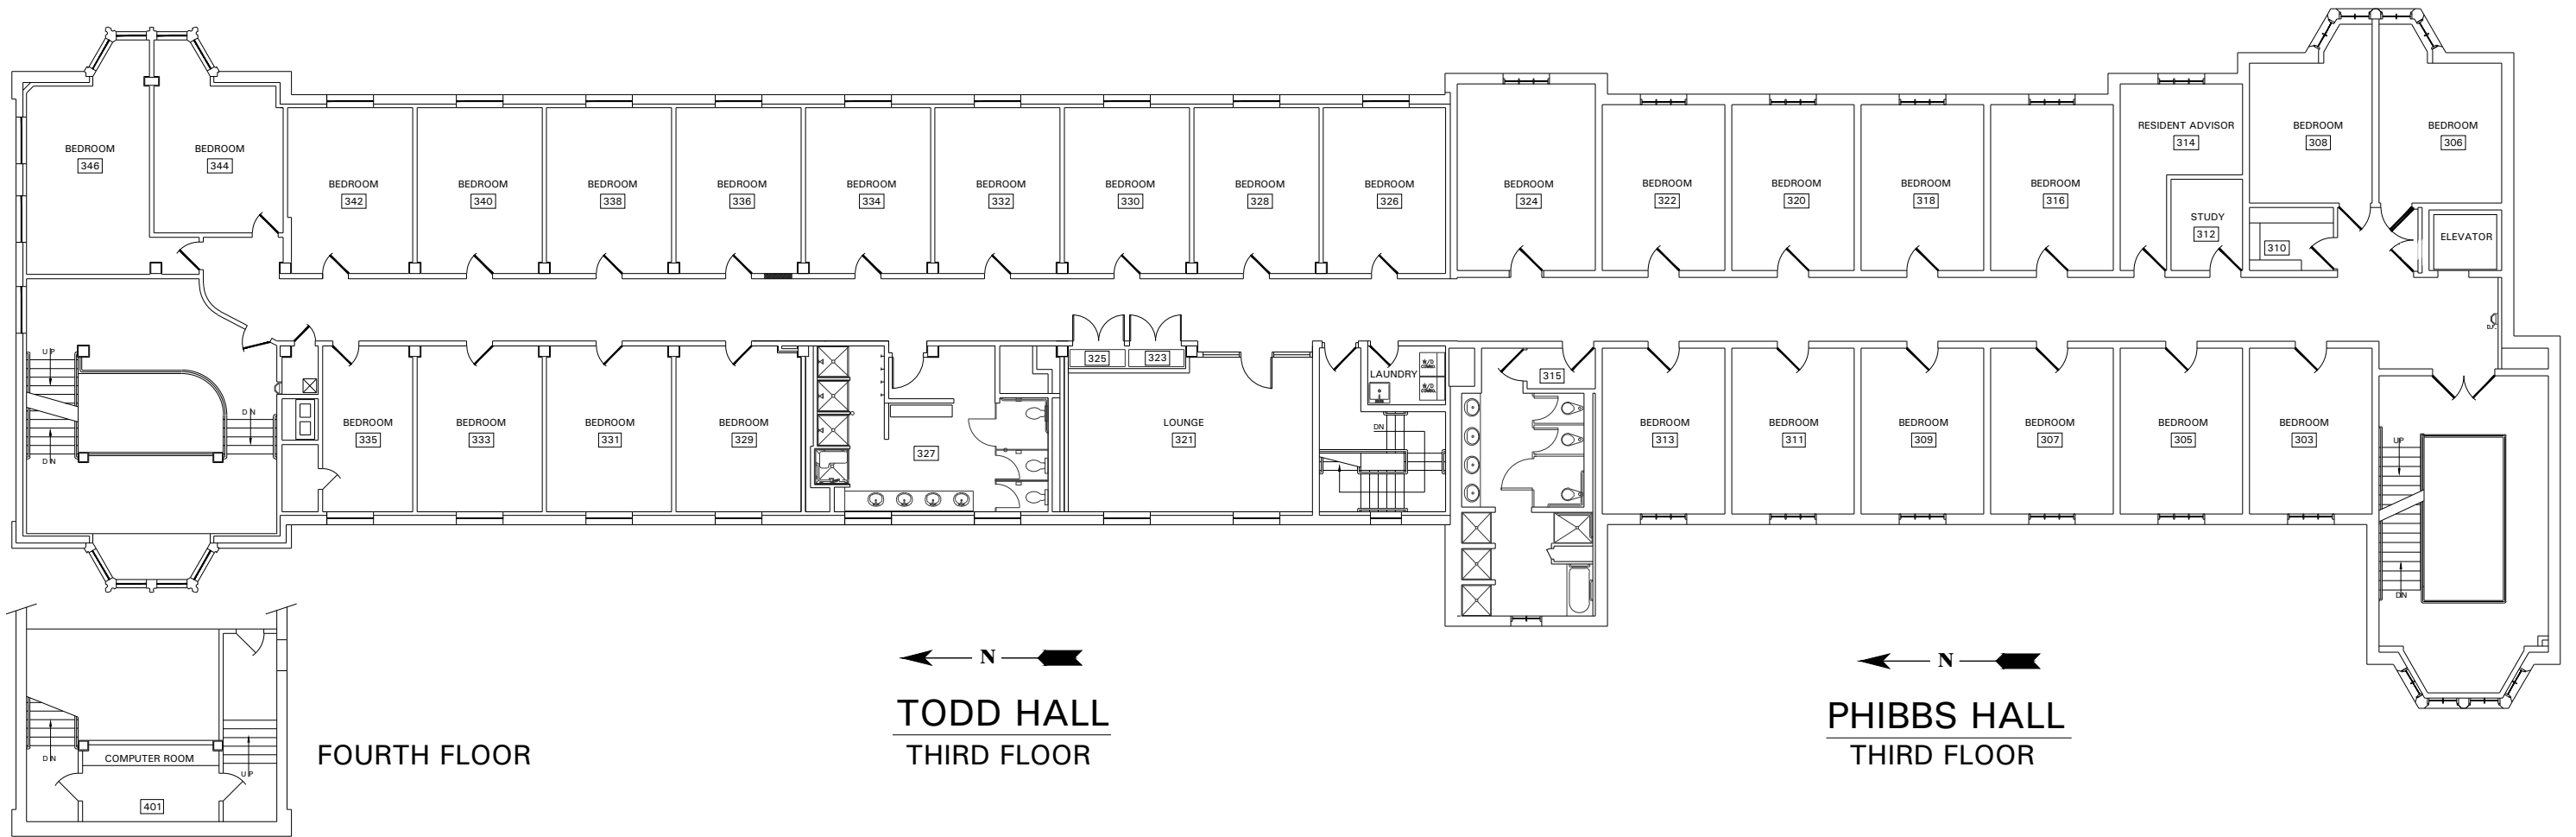 BEDROOM
346
BEDROOM
344
BEDROOM
342
BEDROOM
340
BEDROOM
338
BEDROOM
336
BEDROOM
334
BEDROOM
332
BEDROOM
330
BEDROOM
328
BEDROOM
326
BEDROOM
324
BEDROOM
322
BEDROOM
320
BEDROOM
318
BEDROOM
316
RESIDENT ADVISOR
314
STUDY
312
BEDROOM
308
310
BEDROOM
306
ELEVATOR
UP
DN
DN
BEDROOM
335
BEDROOM
333
BEDROOM
331
BEDROOM
329
327
325
323
LOUNGE
321
LAUNDRY
W/D
COMBO
W/D
COMBO
DN
315
BEDROOM
313
BEDROOM
311
BEDROOM
309
BEDROOM
307
BEDROOM
305
BEDROOM
303
UP
DN
DN
COMPUTER ROOM
UP
401
FOURTH FLOOR
N
TODD HALL
THIRD FLOOR
N
PHIBBS HALL
THIRD FLOOR